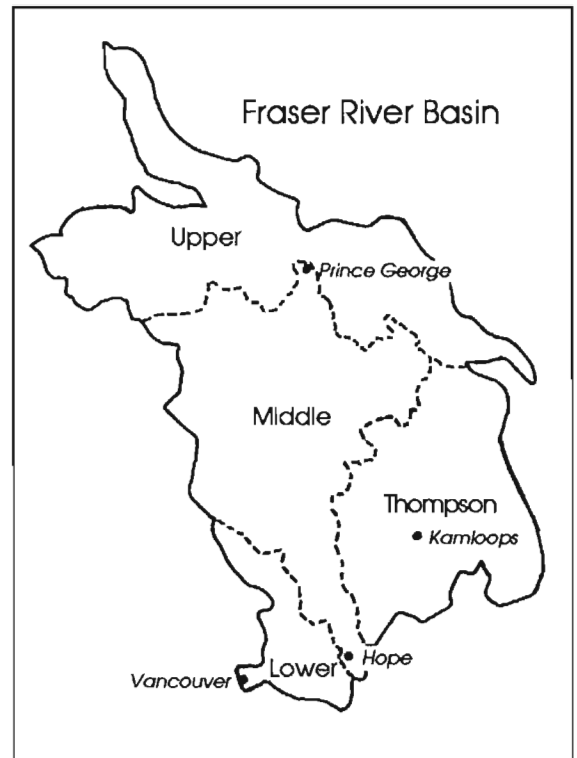 Fraser River Basin
Upper
Prince George
Middle
Thompson
Kamloops
Hope
Lower
Vancouver